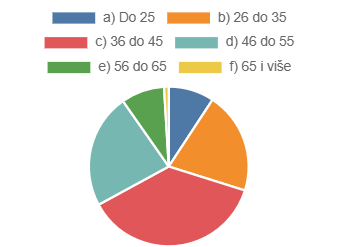 a) Do 25 b) 26 do 35
c) 36 do 45 d) 46 do 55
e) 56 do 65 f) 65 i više